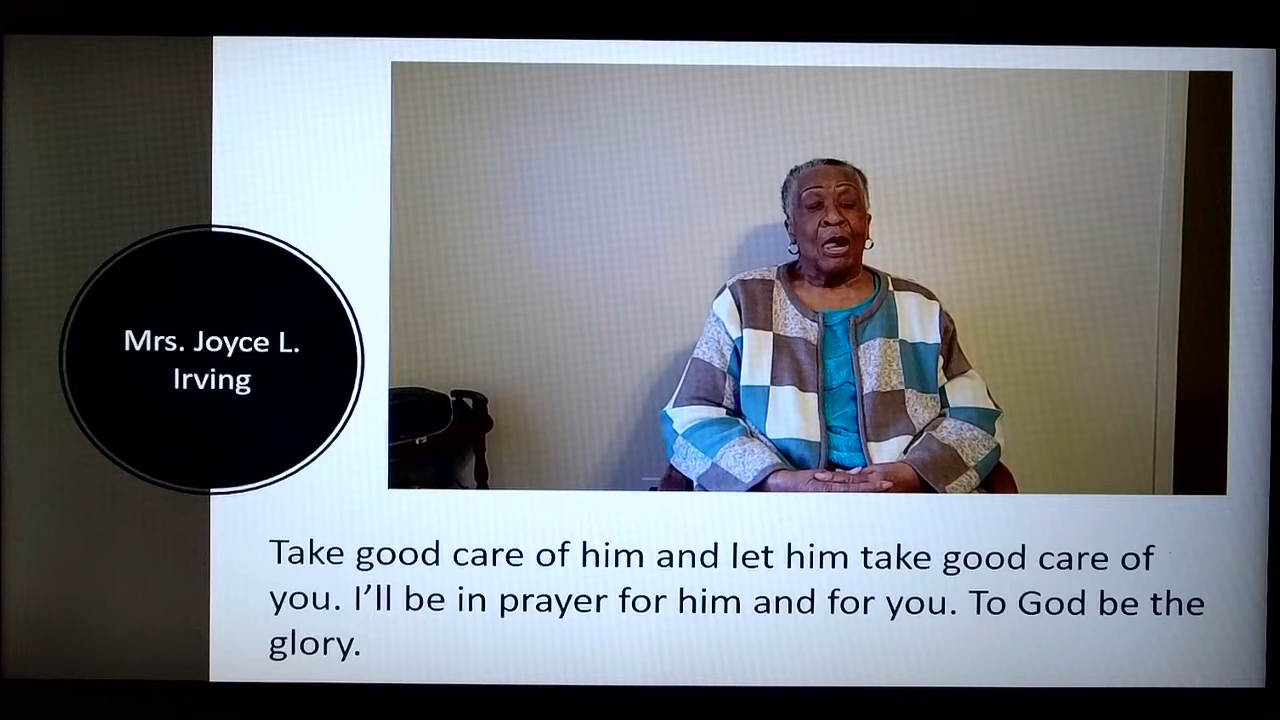 Mrs. Joyce L.
Irving
Take good care of him and let him take good care of
you. I’ll be in prayer for him and for you. To God be the
glory.